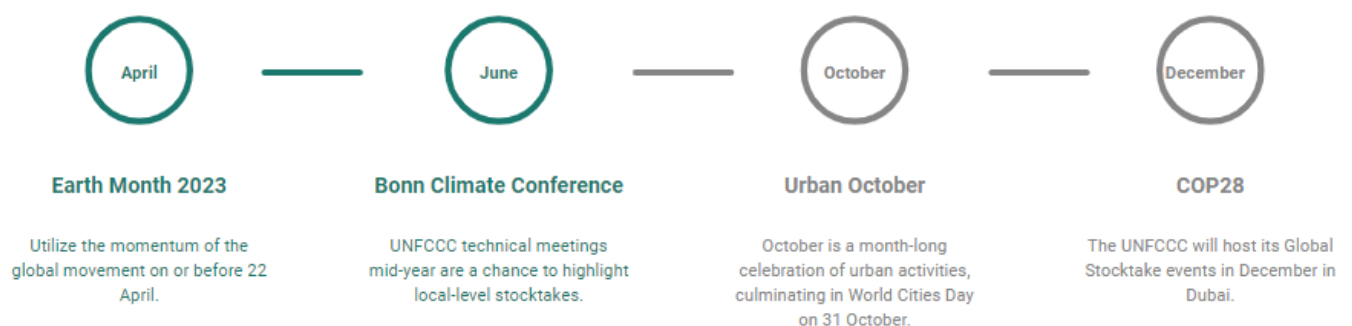 April
June
October
December
Earth Month 2023
Bonn Climate Conference
Urban October
COP28
Utilize the momentum of the
global movement on or before 22
April.
UNFCCC technical meetings
mid-year are a chance to highlight
local-level stocktakes.
October is a month-long
celebration of urban activities,
culminating in World Cities Day
on 31 October.
The UNFCCC will host its Global
Stocktake events in December in
Dubai.